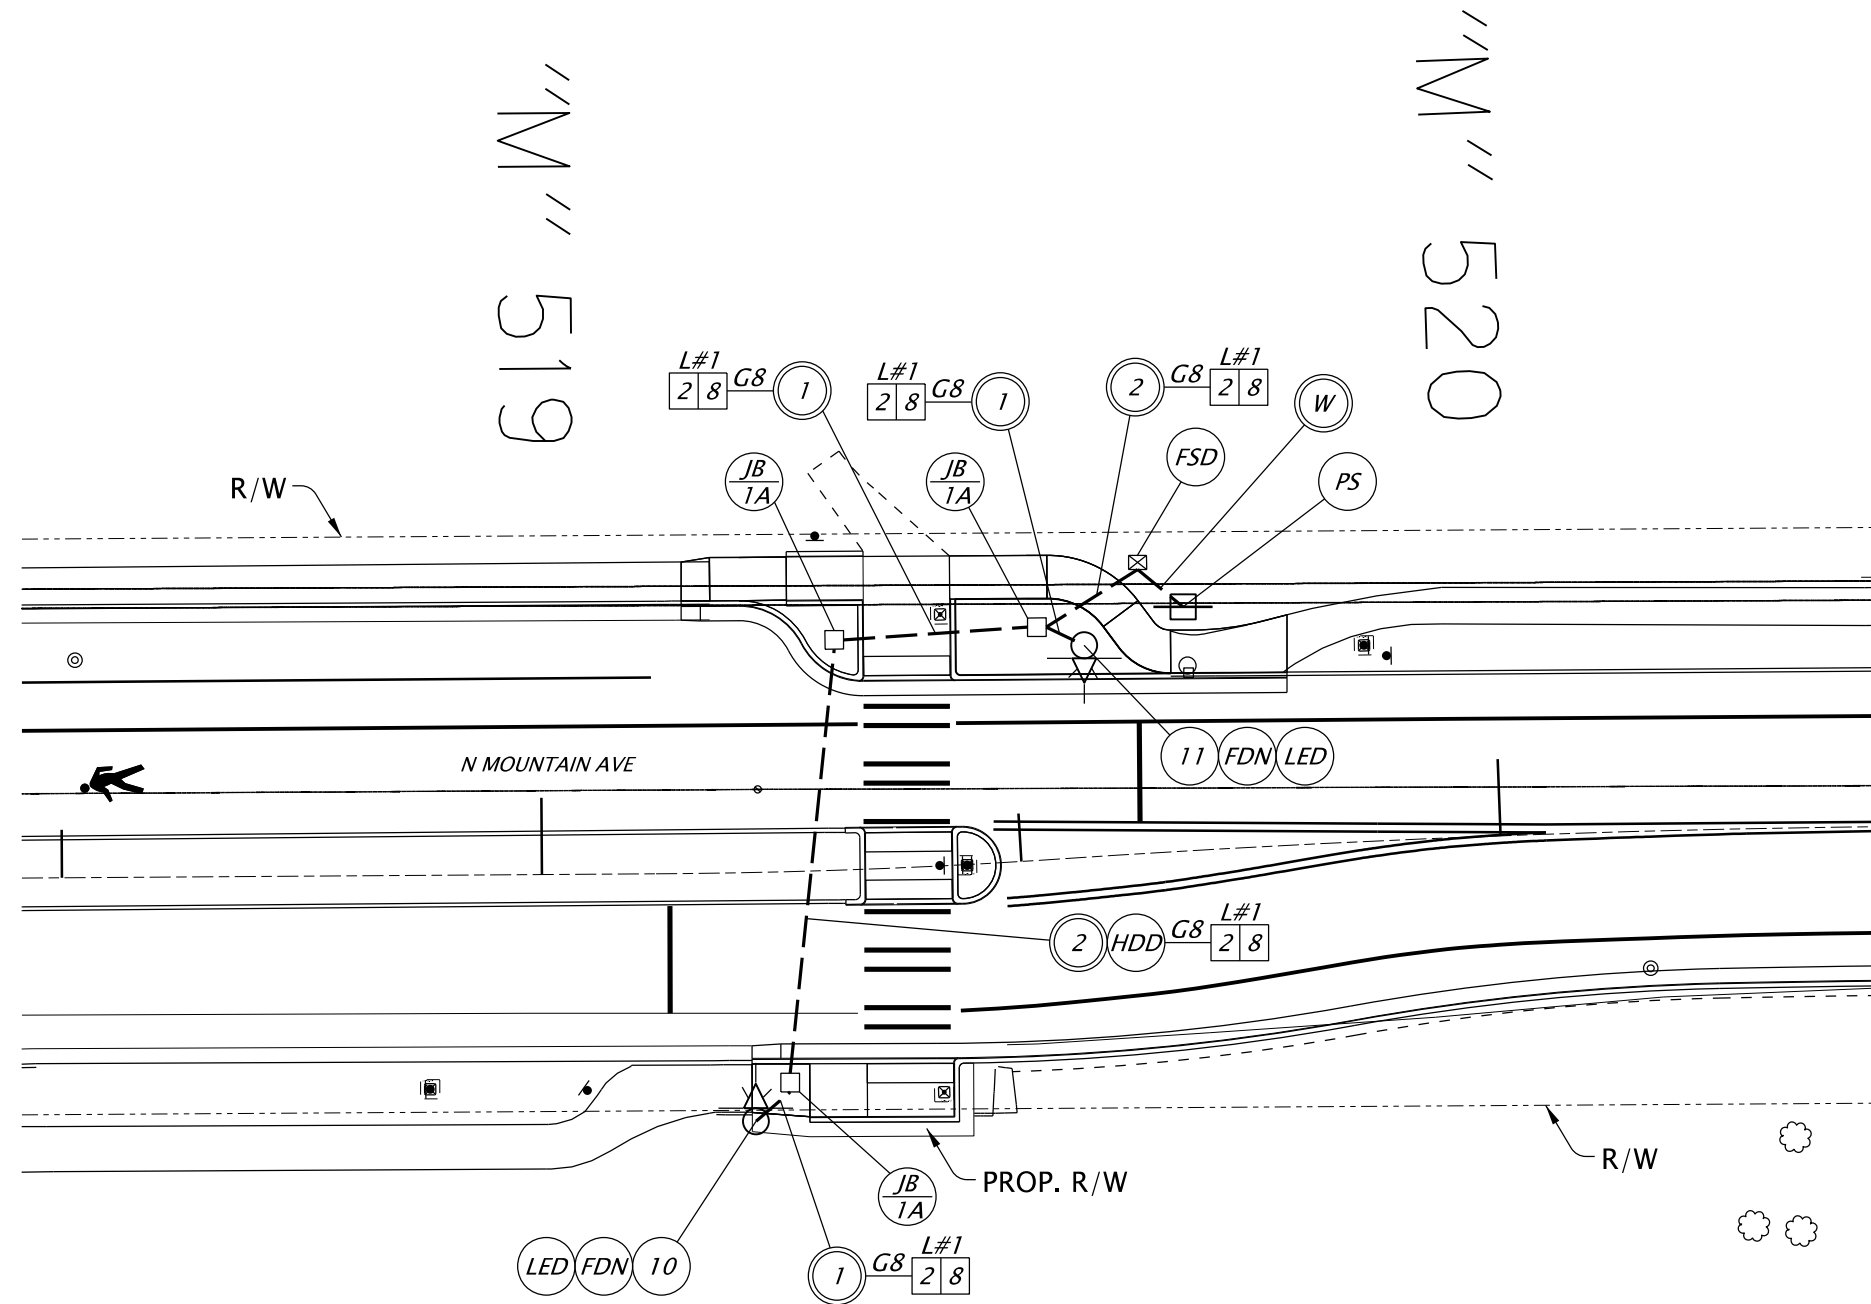 "M" 519
"M" 520
L#1
2 8 G8 1
L#1
2 8 G8 1
2 G8 L#1
2 8
W
JB
1A
JB
1A
FSD
PS
R/W
N MOUNTAIN AVE
11 FDN LED
2 HDD G8 L#1
2 8
R/W
PROP. R/W
JB
1A
LED FDN 10
1 G8 L#1
2 8